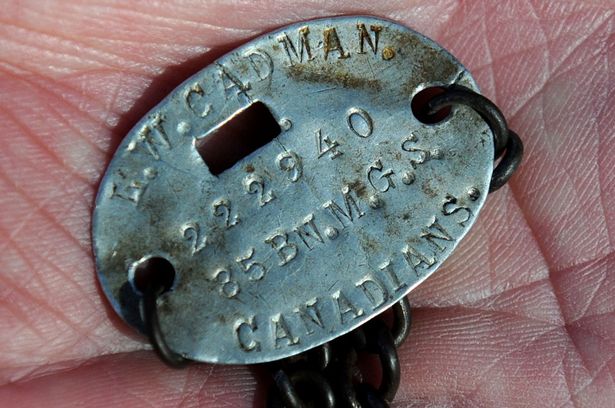 E.W.CADMAN.
222940
85 BN.M.G.S.
CANADIANS.